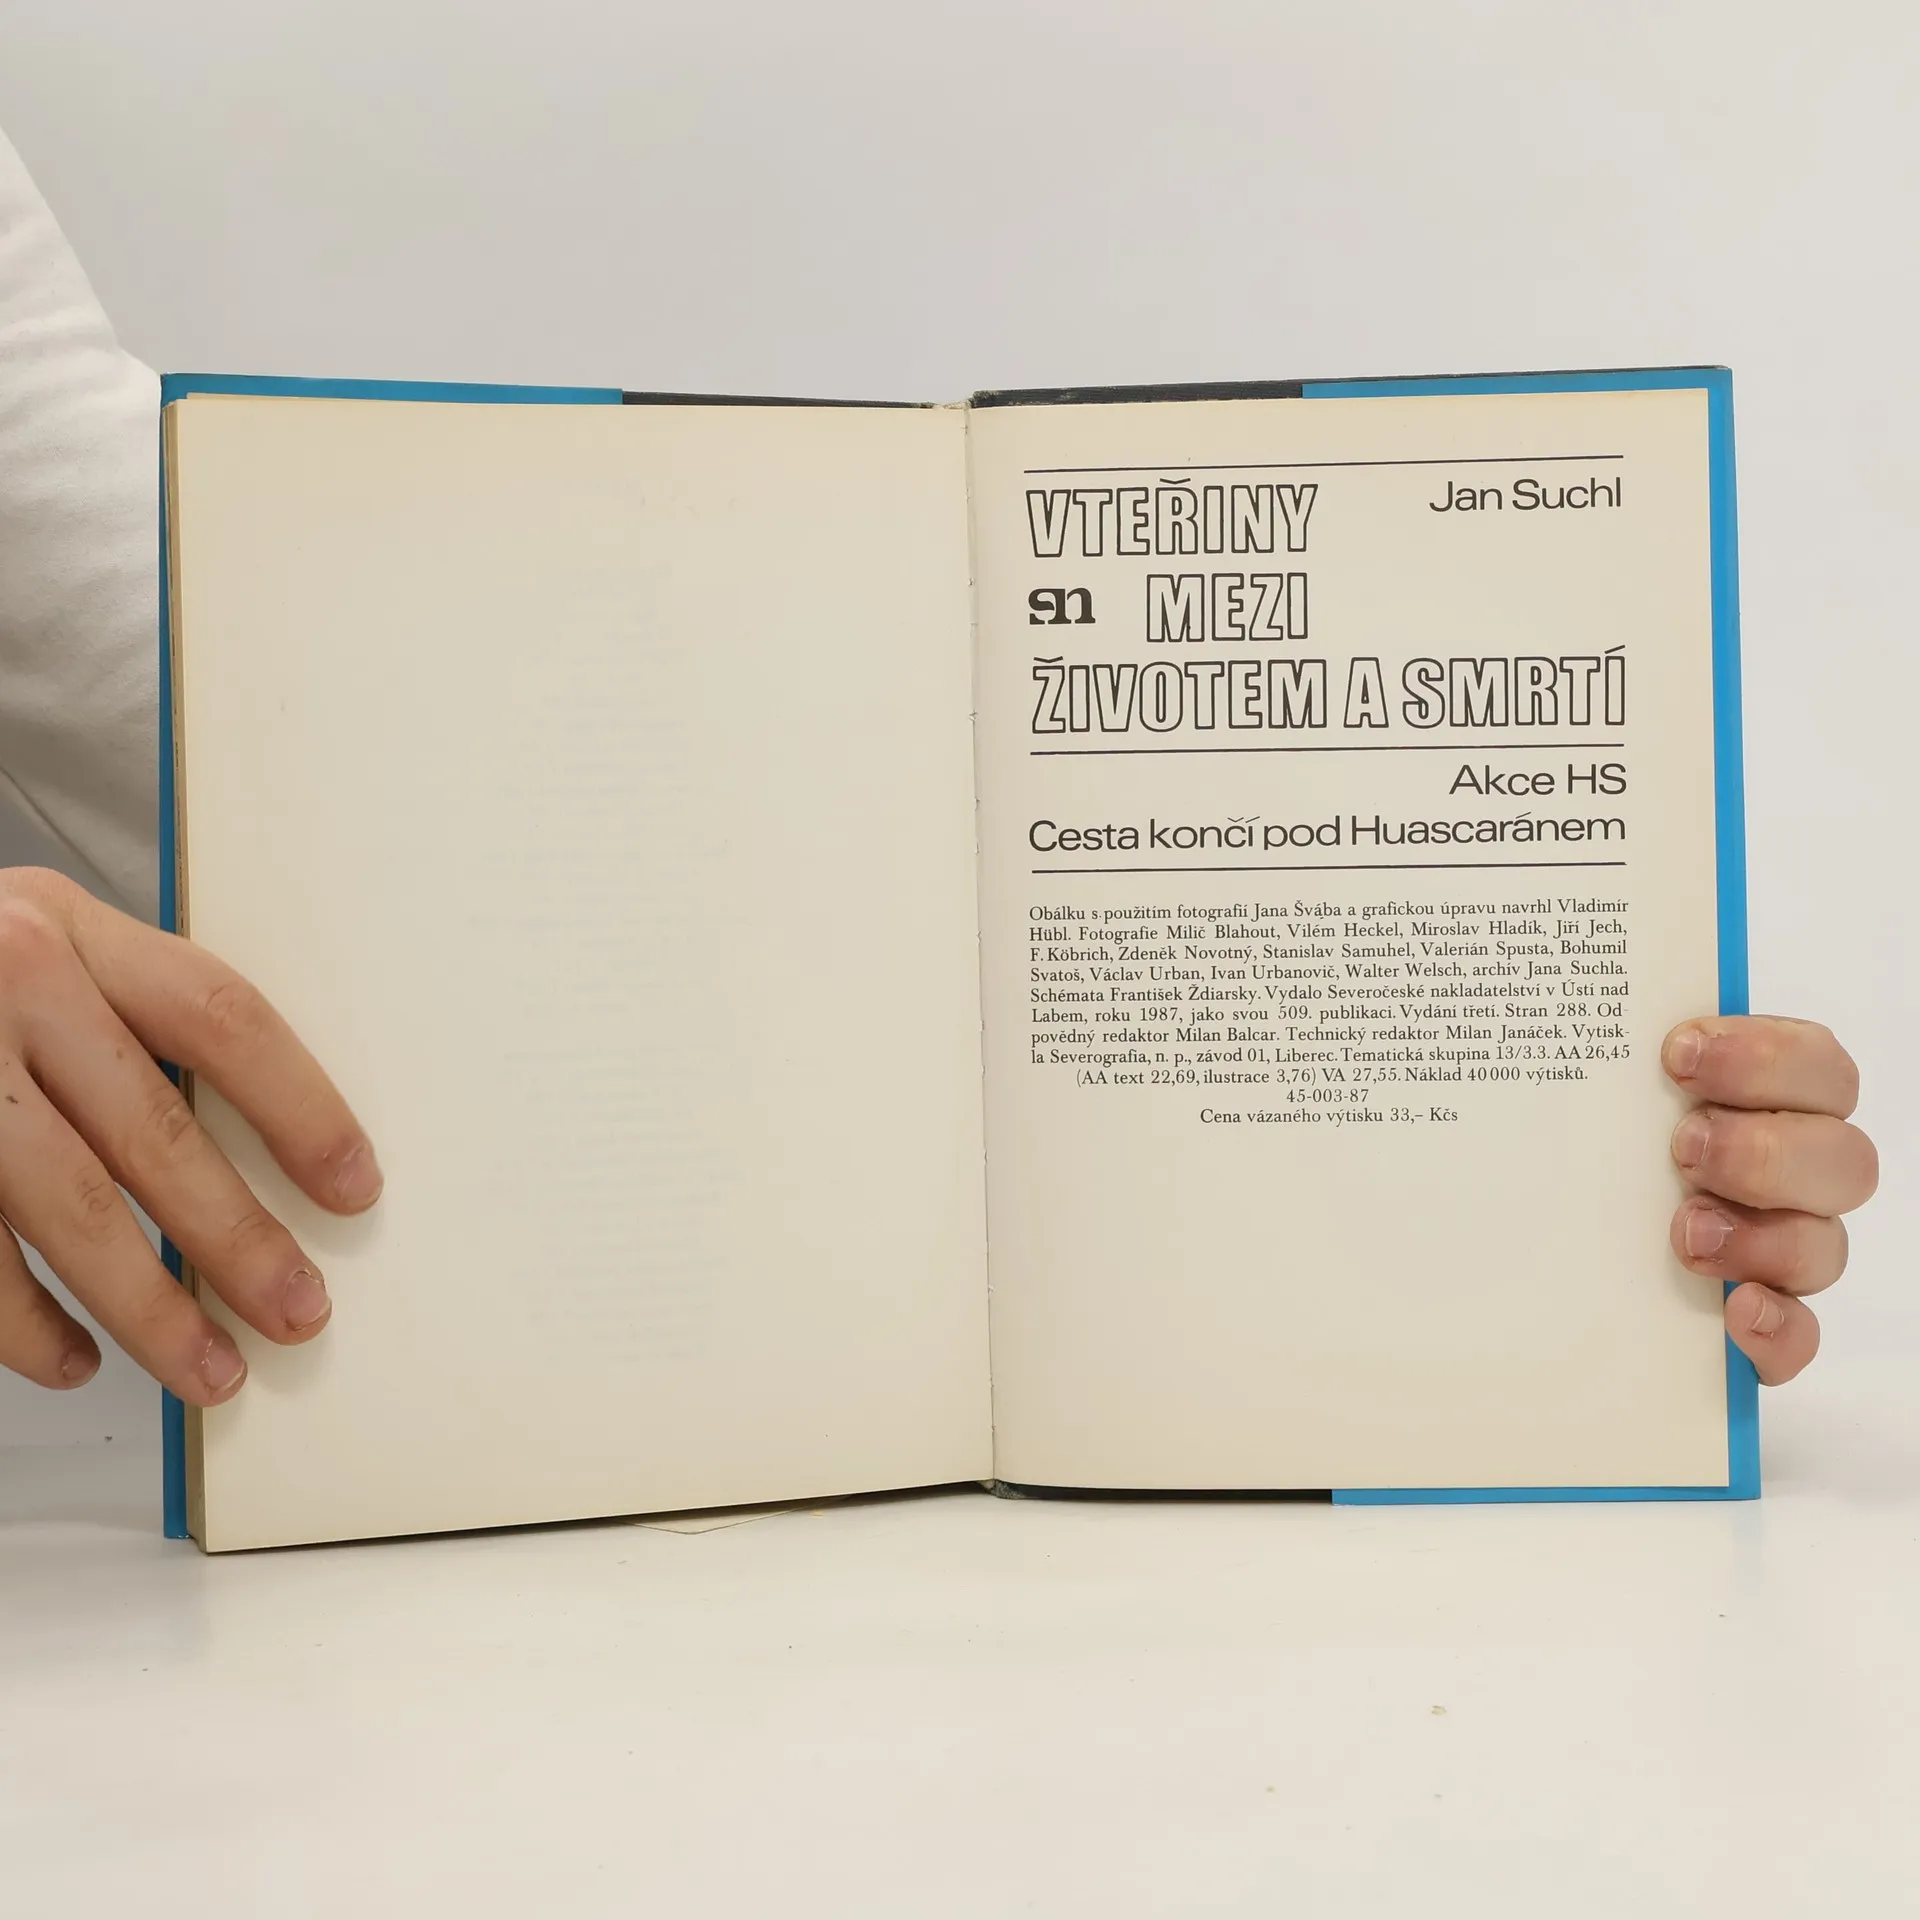 VTEŘINY
Jan Suchl
sn MEZI
ŽIVOTEM A SMRTÍ
Akce HS
Cesta končí pod Huascaránem
Obálku s použitím fotografií Jana Švába a grafickou úpravu navrhl Vladimír
Hübl. Fotografie Milič Blahout, Vilém Heckel, Miroslav Hladík, Jiří Jech,
F. Köbrich, Zdeněk Novotný, Stanislav Samuhel, Valerián Spusta, Bohumil
Svatoš, Václav Urban, Ivan Urbanovič, Walter Welsch, archív Jana Suchla.
Schémata František Ždiarsky. Vydalo Severočeské nakladatelství v Ústí nad
Labem, roku 1987, jako svou 509. publikaci. Vydání třetí. Stran 288. Od-
povědný redaktor Milan Balcar. Technický redaktor Milan Janáček. Vytisk-
la Severografia, n. p., závod 01, Liberec. Tematická skupina 13/3.3. AA 26,45
(AA text 22,69, ilustrace 3,76) VA 27,55. Náklad 40 000 výtisků.
45-003-87
Cena vázaného výtisku 33,– Kčs